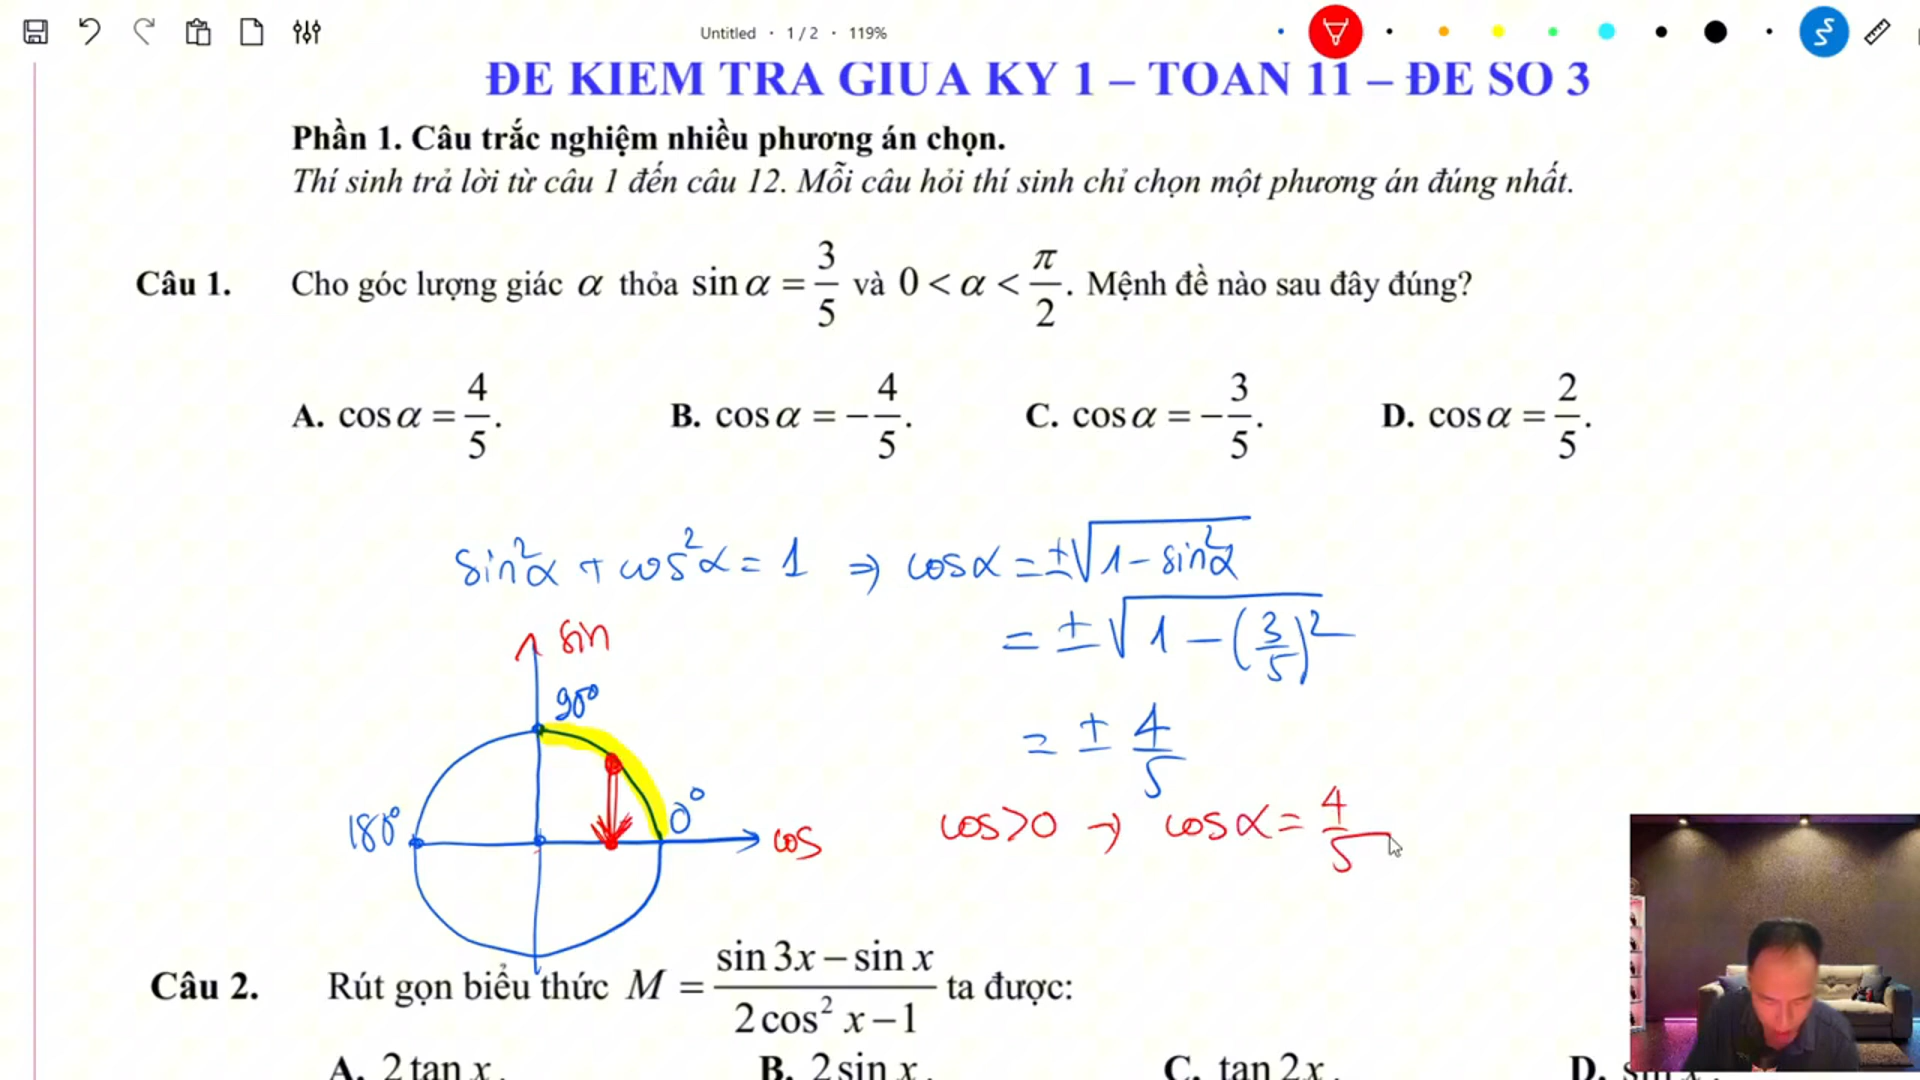 Untitled • 1 / 2 • 119%
ĐE KIEM TRA GIUA KY 1 – TOAN 11 – ĐE SO 3
Phần 1. Câu trắc nghiệm nhiều phương án chọn.
Thí sinh trả lời từ câu 1 đến câu 12. Mỗi câu hỏi thí sinh chỉ chọn một phương án đúng nhất.
Câu 1. Cho góc lượng giác α thỏa sin α = 3/5 và 0 < α < π/2. Mệnh đề nào sau đây đúng?
A. cos α = 4/5. B. cos α = −4/5. C. cos α = −3/5. D. cos α = 2/5.
sin²α + cos²α = 1 ⇒ cosα = ±√(1 − sin²α)
= ±√(1 − (3/5)²)
= ± 4/5
sin
90°
180°
0°
cos
cos>0 → cosα = 4/5
Câu 2. Rút gọn biểu thức M = (sin 3x − sin x)/(2cos² x − 1) ta được:
A. 2 tan x. B. 2 sin x. C. tan 2x. D.